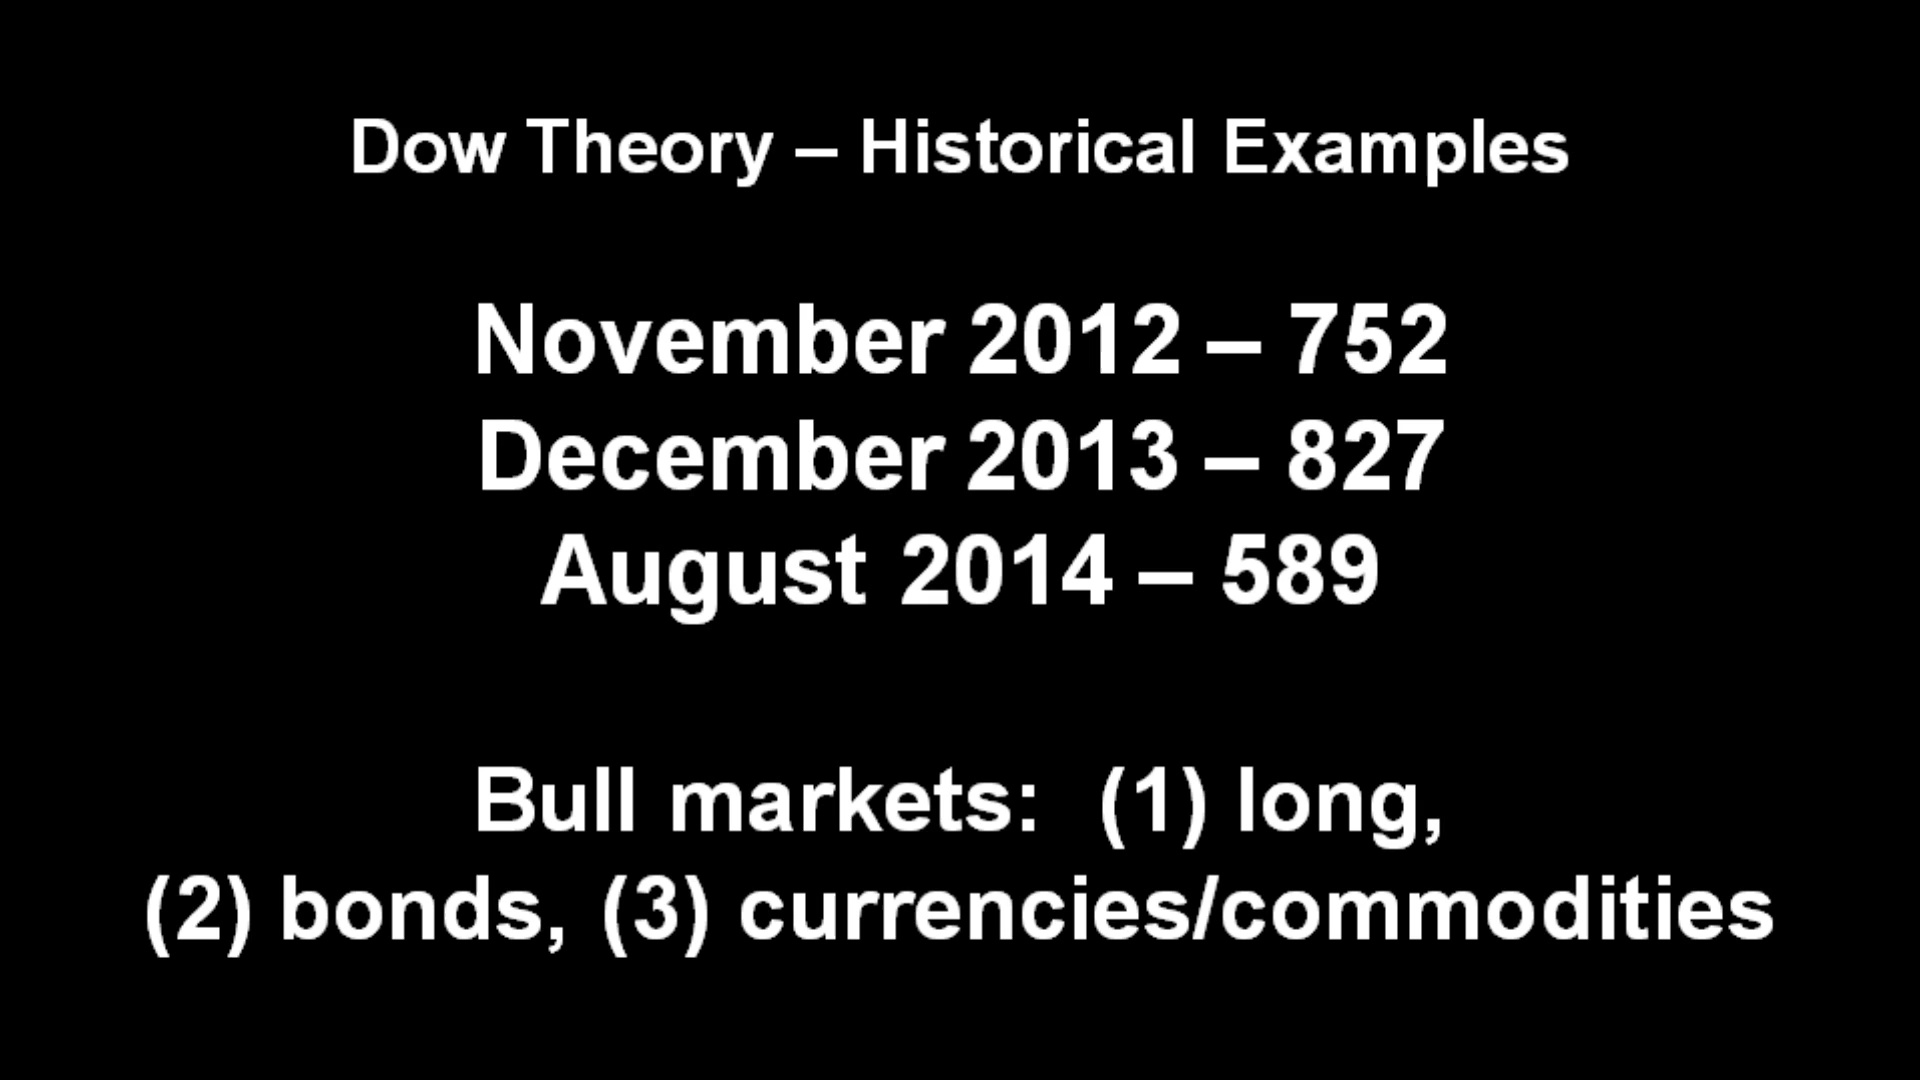 Dow Theory – Historical Examples
November 2012 – 752
December 2013 – 827
August 2014 – 589
Bull markets:  (1) long,
(2) bonds, (3) currencies/commodities